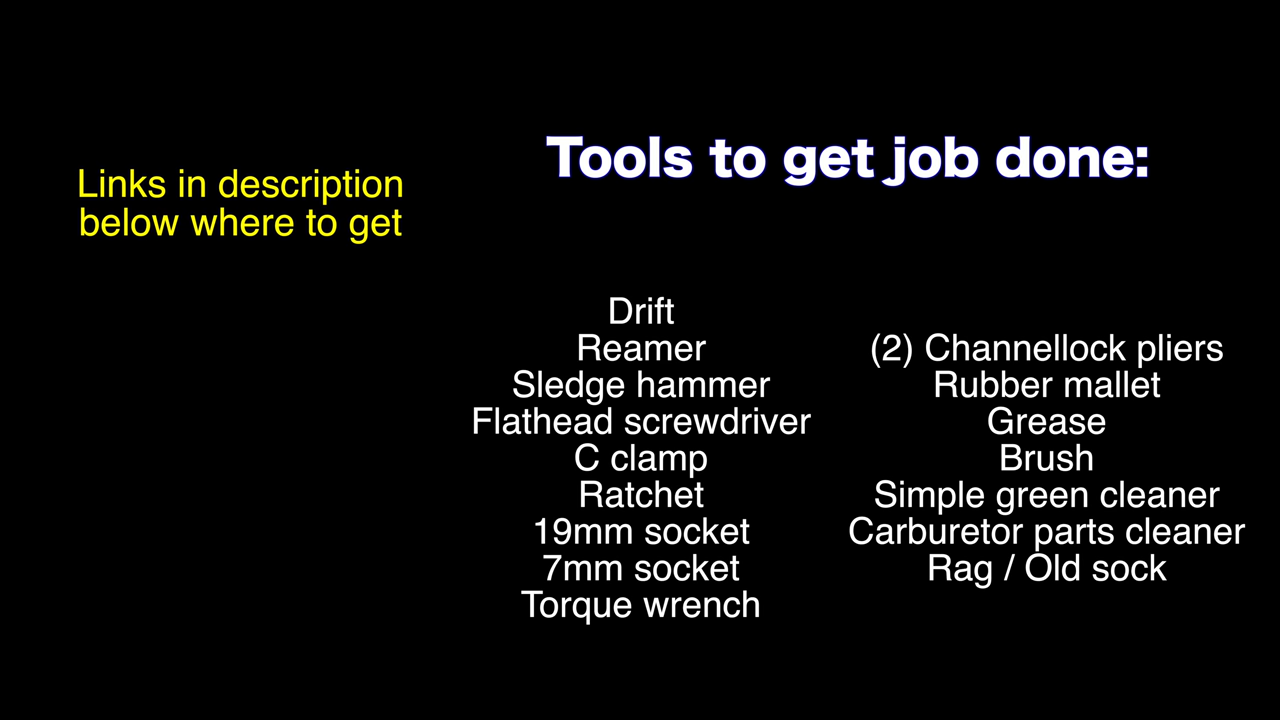 Links in description
below where to get
Tools to get job done:
Drift
Reamer
Sledge hammer
Flathead screwdriver
C clamp
Ratchet
19mm socket
7mm socket
Torque wrench
(2) Channellock pliers
Rubber mallet
Grease
Brush
Simple green cleaner
Carburetor parts cleaner
Rag / Old sock